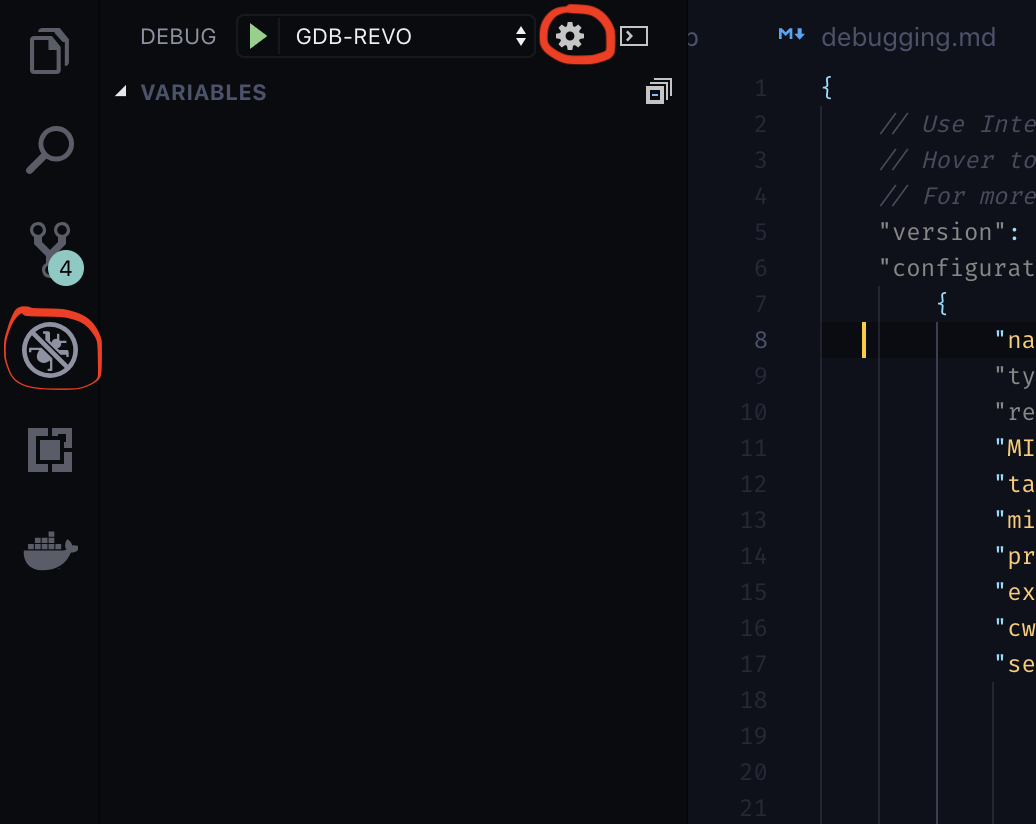 DEBUG GDB-REVO
VARIABLES
4
debugging.md
1 {
2 // Use Inte
3 // Hover to
4 // For more
5 "version":
6 "configurat
7 {
8 "na
9 "ty
10 "re
11 "MI
12 "ta
13 "mi
14 "pr
15 "ex
16 "cw
17 "se
18
19
20
21